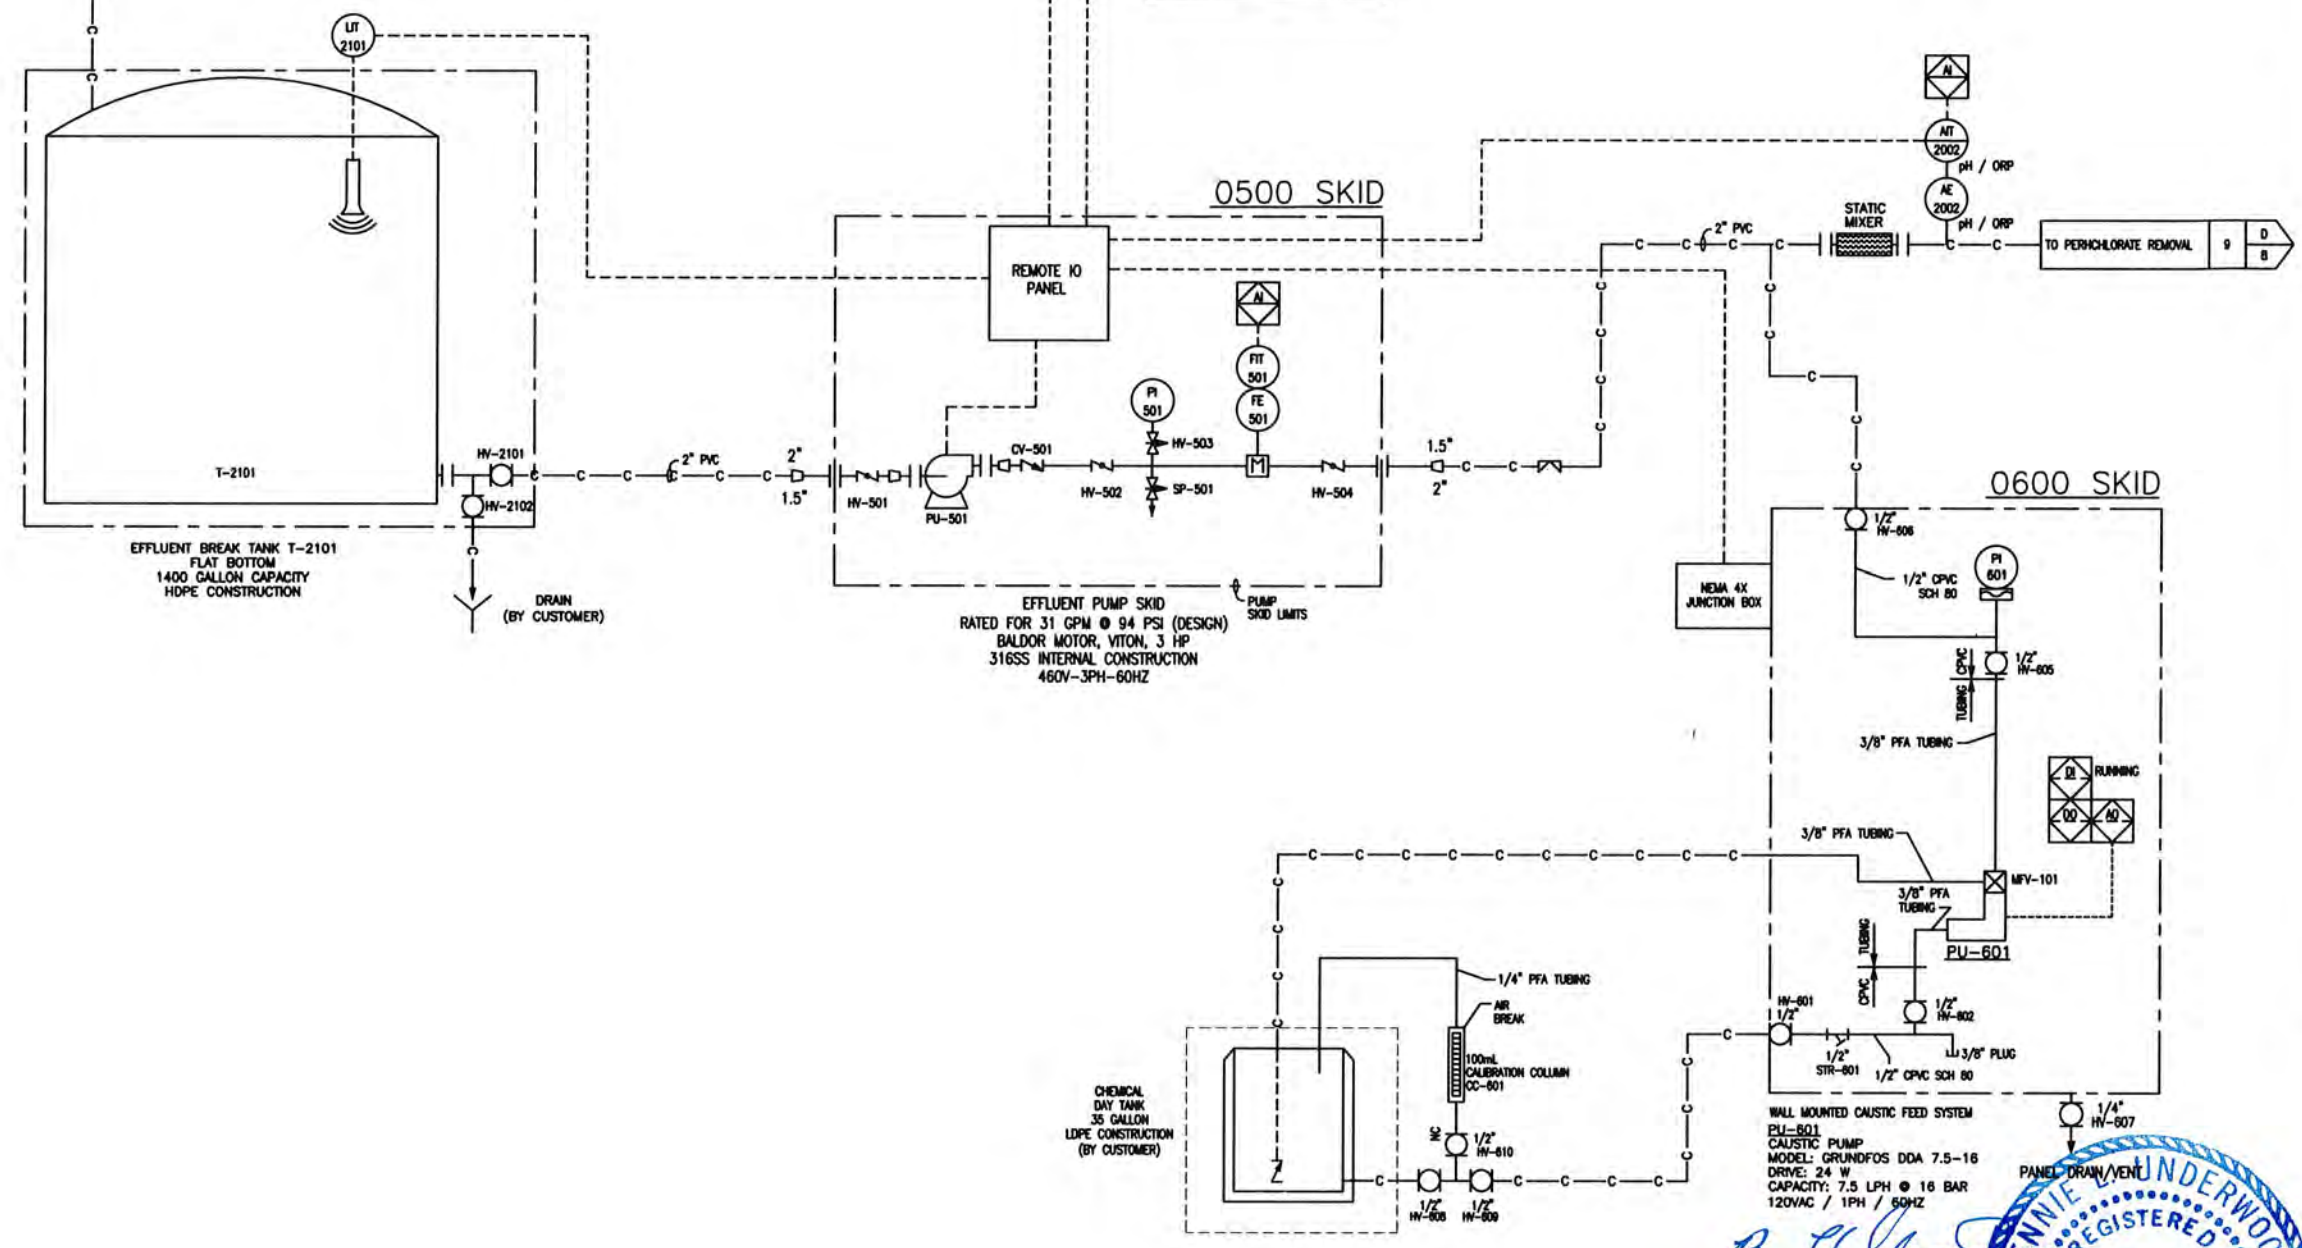 LIT
2101
T-2101
HV-2101
HV-2102
EFFLUENT BREAK TANK T-2101
FLAT BOTTOM
1400 GALLON CAPACITY
HDPE CONSTRUCTION
DRAIN
(BY CUSTOMER)
2" PVC
2"
1.5"
0500 SKID
REMOTE IO
PANEL
AI
FIT
501
FE
501
PI
501
HV-503
SP-501
CV-501
HV-501
PU-501
HV-502
M
HV-504
1.5"
2"
EFFLUENT PUMP SKID
RATED FOR 31 GPM @ 94 PSI (DESIGN)
BALDOR MOTOR, VITON, 3 HP
316SS INTERNAL CONSTRUCTION
460V-3PH-60HZ
PUMP
SKID LIMITS
2" PVC
STATIC
MIXER
AI
AIT
2002
pH / ORP
AE
2002
pH / ORP
TO PERHCHLORATE REMOVAL
9
D
8
0600 SKID
NEMA 4X
JUNCTION BOX
1/2"
HV-606
1/2" CPVC
SCH 80
PI
601
1/2"
HV-605
CPVC
TUBING
3/8" PFA TUBING
DI
RUNNING
DO
AO
3/8" PFA TUBING
MFV-101
3/8" PFA
TUBING
PU-601
TUBING
CPVC
HV-601
1/2"
1/2"
HV-602
1/2"
STR-601
3/8" PLUG
1/2" CPVC SCH 80
1/4" PFA TUBING
AIR
BREAK
100mL
CALIBRATION COLUMN
CC-601
NC
1/2"
HV-610
1/2"
HV-608
1/2"
HV-609
CHEMICAL
DAY TANK
35 GALLON
LDPE CONSTRUCTION
(BY CUSTOMER)
WALL MOUNTED CAUSTIC FEED SYSTEM
PU-601
CAUSTIC PUMP
MODEL: GRUNDFOS DDA 7.5-16
DRIVE: 24 W
CAPACITY: 7.5 LPH @ 16 BAR
120VAC / 1PH / 60HZ
1/4"
HV-607
PANEL DRAIN/VENT
NNIE L. UNDERWOO
REGISTERED